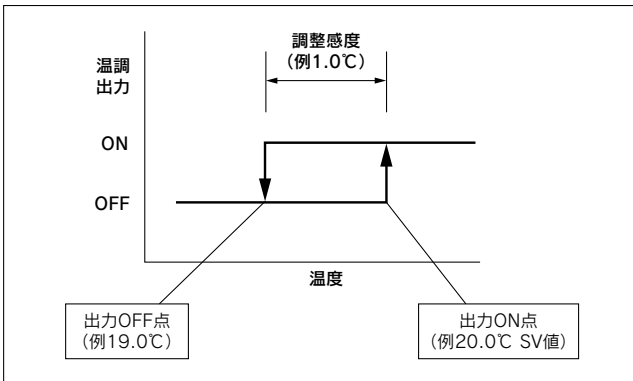 調整感度
(例1.0℃)
温調
出力
ON
OFF
温度
出力OFF点
(例19.0℃)
出力ON点
(例20.0℃ SV値)